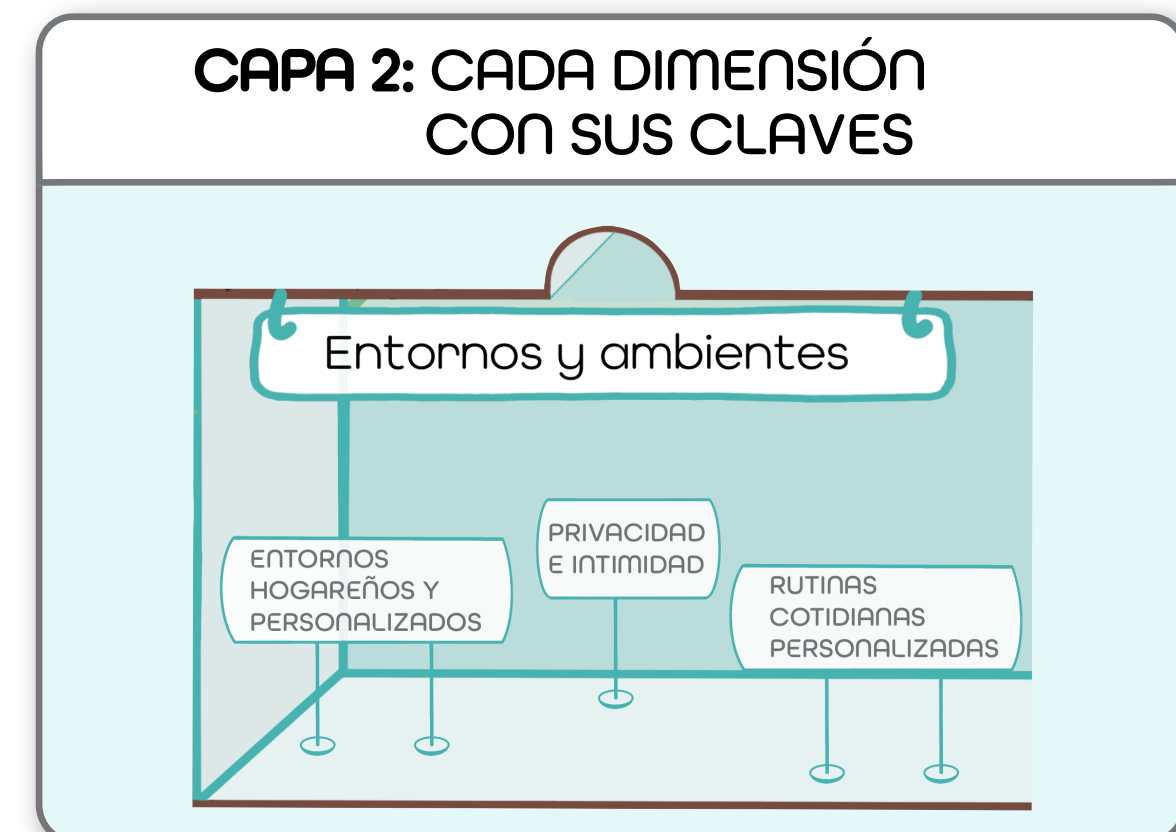 CAPA 2: CADA DIMENSIÓN
CON SUS CLAVES
Entornos y ambientes
ENTORNOS
HOGAREÑOS Y
PERSONALIZADOS
PRIVACIDAD
E INTIMIDAD
RUTINAS
COTIDIANAS
PERSONALIZADAS